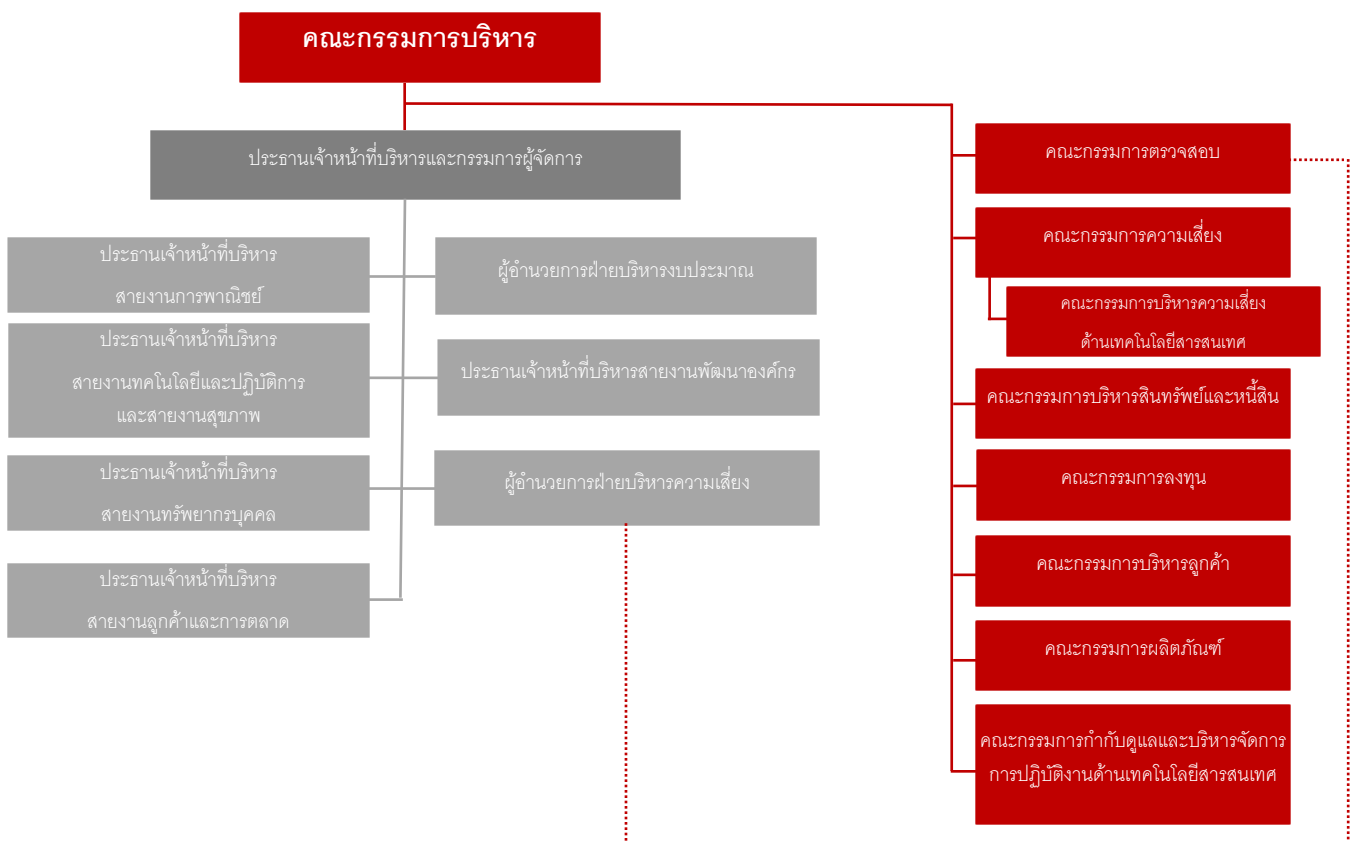 คณะกรรมการบริหาร
ประธานเจ้าหน้าที่บริหารและกรรมการผู้จัดการ
ประธานเจ้าหน้าที่บริหาร
สายงานการพาณิชย์
ผู้อำนวยการฝ่ายบริหารงบประมาณ
ประธานเจ้าหน้าที่บริหาร
สายงานทคโนโลยีและปฏิบัติการ
และสายงานสุขภาพ
ประธานเจ้าหน้าที่บริหารสายงานพัฒนาองค์กร
ประธานเจ้าหน้าที่บริหาร
สายงานทรัพยากรบุคคล
ผู้อำนวยการฝ่ายบริหารความเสี่ยง
ประธานเจ้าหน้าที่บริหาร
สายงานลูกค้าและการตลาด
คณะกรรมการตรวจสอบ
คณะกรรมการความเสี่ยง
คณะกรรมการบริหารความเสี่ยง
ด้านเทคโนโลยีสารสนเทศ
คณะกรรมการบริหารสินทรัพย์และหนี้สิน
คณะกรรมการลงทุน
คณะกรรมการบริหารลูกค้า
คณะกรรมการผลิตภัณฑ์
คณะกรรมการกำกับดูแลและบริหารจัดการ
การปฏิบัติงานด้านเทคโนโลยีสารสนเทศ